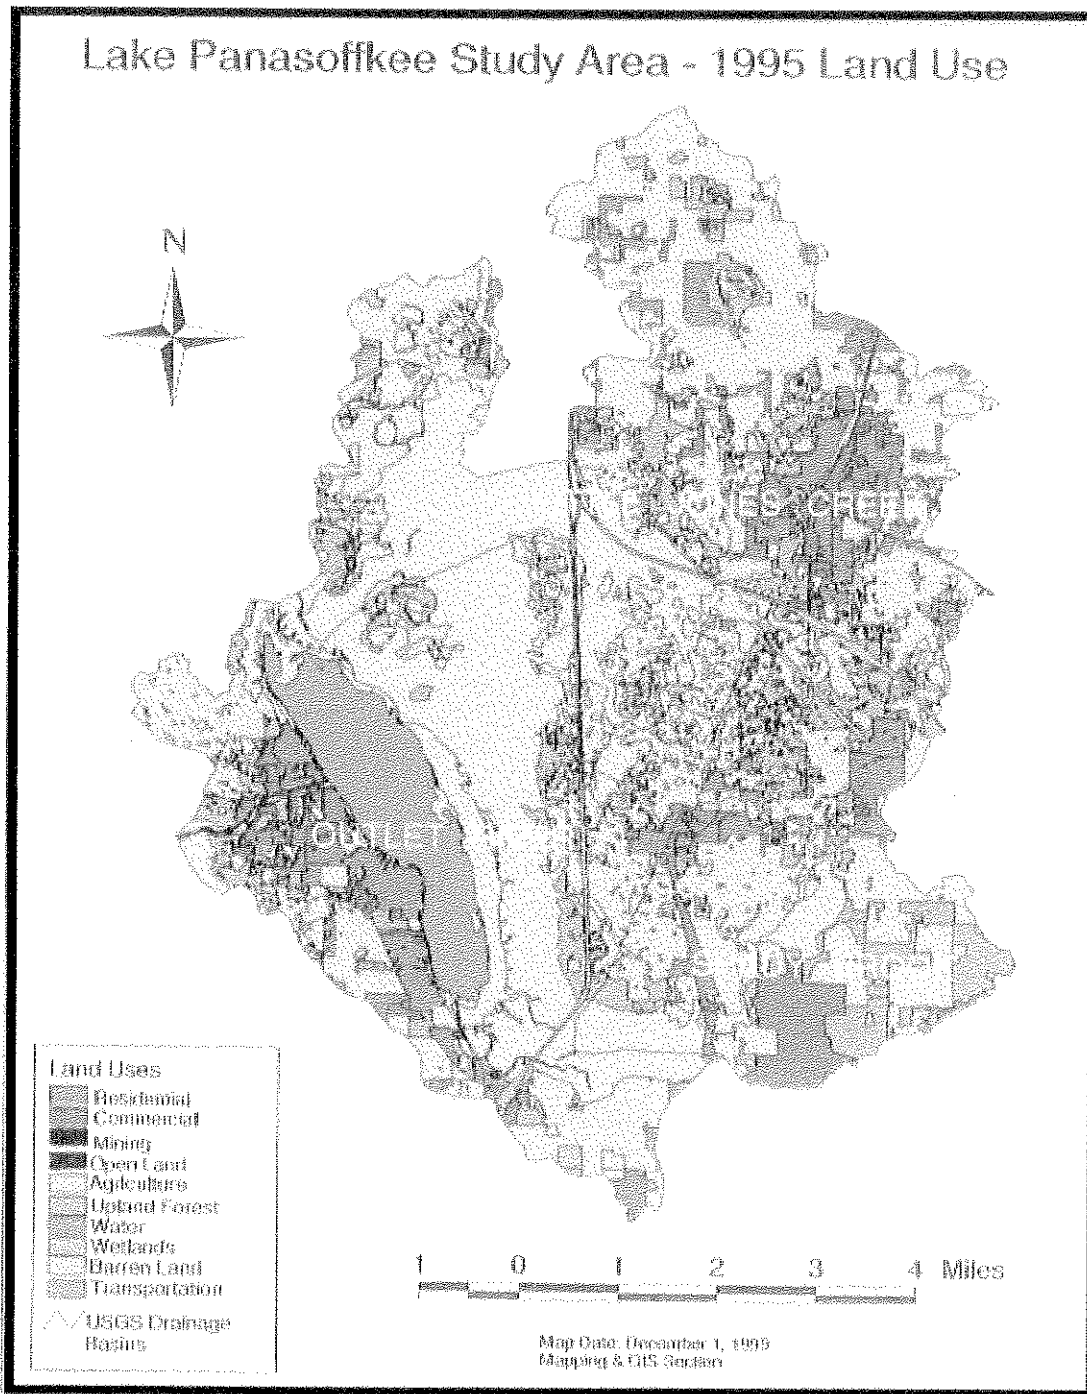 Lake Panasoffkee Study Area - 1995 Land Use
N
JONES CREEK
OUTLET
Land Uses
Residential
Commercial
Mining
Open Land
Agriculture
Upland Forest
Water
Wetlands
Barren Land
Transportation
USGS Drainage
Basins
1 0 1 2 3 4 Miles
Map Date: December 1, 1995
Mapping & GIS Section